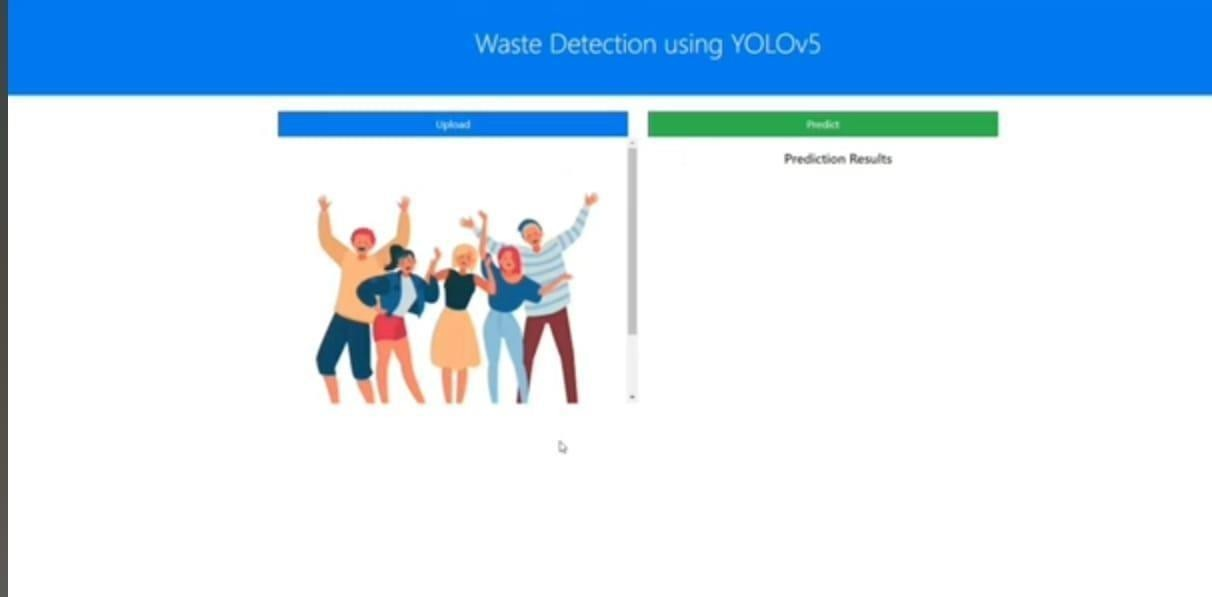 Waste Detection using YOLOv5
Upload
Predict
Prediction Results